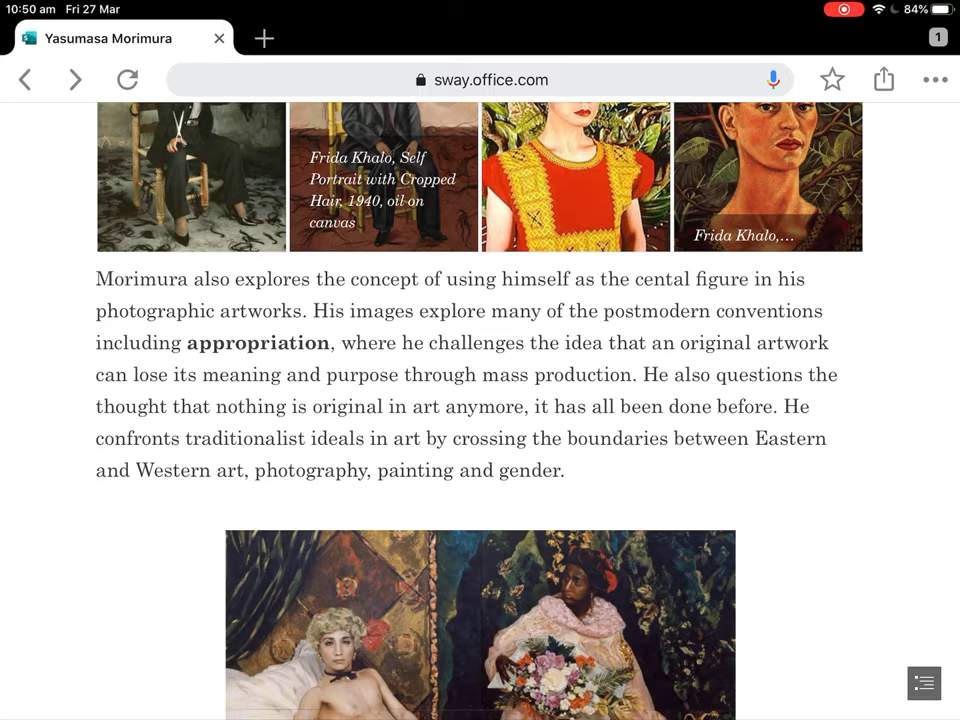 10:50 am Fri 27 Mar
84%
Yasumasa Morimura
1
sway.office.com
Frida Khalo, Self
Portrait with Cropped
Hair, 1940, oil on
canvas
Frida Khalo,…
Morimura also explores the concept of using himself as the cental figure in his
photographic artworks. His images explore many of the postmodern conventions
including appropriation, where he challenges the idea that an original artwork
can lose its meaning and purpose through mass production. He also questions the
thought that nothing is original in art anymore, it has all been done before. He
confronts traditionalist ideals in art by crossing the boundaries between Eastern
and Western art, photography, painting and gender.